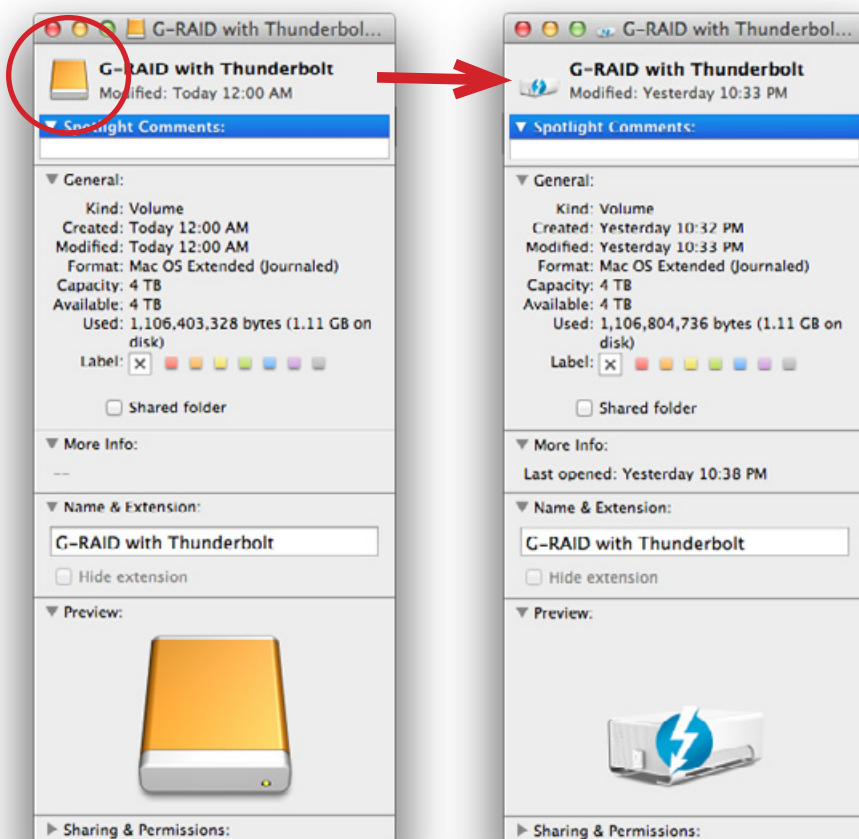 G-RAID with Thunderbol...
G-RAID with Thunderbolt
Modified: Today 12:00 AM
Spotlight Comments:
General:
Kind: Volume
Created: Today 12:00 AM
Modified: Today 12:00 AM
Format: Mac OS Extended (Journaled)
Capacity: 4 TB
Available: 4 TB
Used: 1,106,403,328 bytes (1.11 GB on
disk)
Label:
Shared folder
More Info:
--
Name & Extension:
G-RAID with Thunderbolt
Hide extension
Preview:
Sharing & Permissions:
G-RAID with Thunderbol...
G-RAID with Thunderbolt
Modified: Yesterday 10:33 PM
Spotlight Comments:
General:
Kind: Volume
Created: Yesterday 10:32 PM
Modified: Yesterday 10:33 PM
Format: Mac OS Extended (Journaled)
Capacity: 4 TB
Available: 4 TB
Used: 1,106,804,736 bytes (1.11 GB on
disk)
Label:
Shared folder
More Info:
Last opened: Yesterday 10:38 PM
Name & Extension:
G-RAID with Thunderbolt
Hide extension
Preview:
Sharing & Permissions: